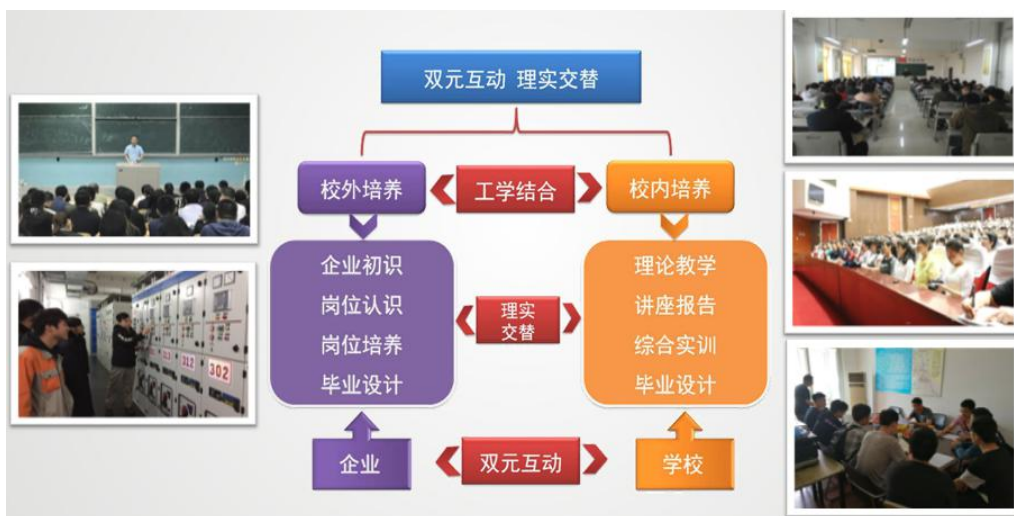 双元互动 理实交替
校外培养
工学结合
校内培养
企业初识
岗位认识
岗位培养
毕业设计
理实
交替
理论教学
讲座报告
综合实训
毕业设计
企业
双元互动
学校
312
302